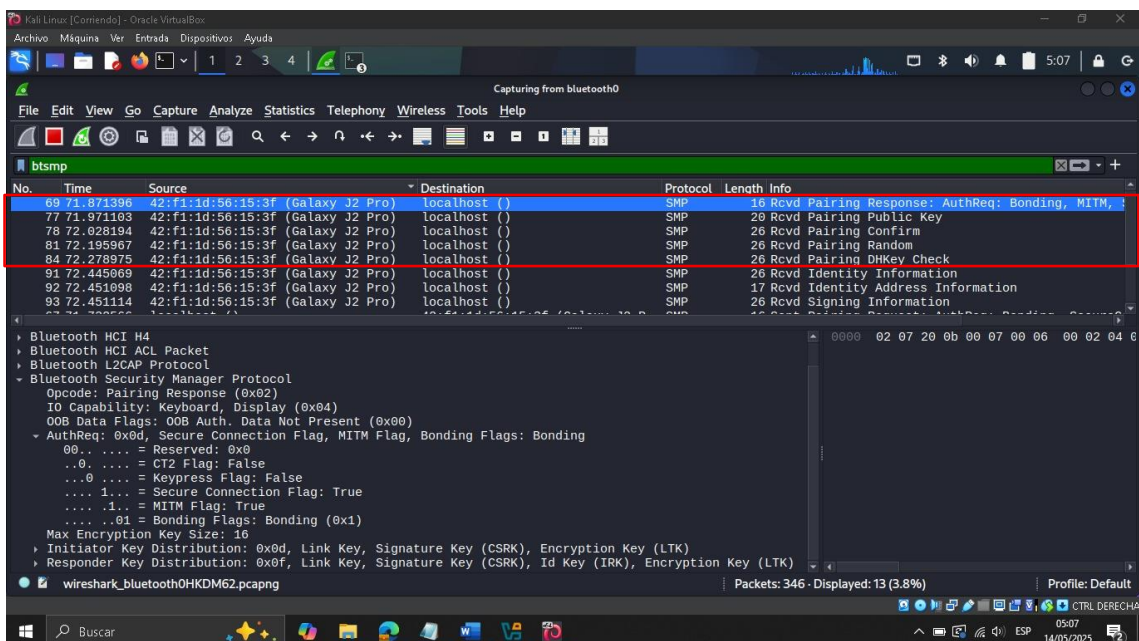 Kali Linux [Corriendo] - Oracle VirtualBox
Archivo Máquina Ver Entrada Dispositivos Ayuda
1 2 3 4 5:07
Capturing from bluetooth0
File Edit View Go Capture Analyze Statistics Telephony Wireless Tools Help
btsmp
No. Time Source Destination Protocol Length Info
69 71.871396 42:f1:1d:56:15:3f (Galaxy J2 Pro) localhost () SMP 16 Rcvd Pairing Response: AuthReq: Bonding, MITM,
77 71.971103 42:f1:1d:56:15:3f (Galaxy J2 Pro) localhost () SMP 20 Rcvd Pairing Public Key
78 72.028194 42:f1:1d:56:15:3f (Galaxy J2 Pro) localhost () SMP 26 Rcvd Pairing Confirm
81 72.195967 42:f1:1d:56:15:3f (Galaxy J2 Pro) localhost () SMP 26 Rcvd Pairing Random
84 72.278975 42:f1:1d:56:15:3f (Galaxy J2 Pro) localhost () SMP 26 Rcvd Pairing DHKey Check
91 72.445069 42:f1:1d:56:15:3f (Galaxy J2 Pro) localhost () SMP 26 Rcvd Identity Information
92 72.451098 42:f1:1d:56:15:3f (Galaxy J2 Pro) localhost () SMP 17 Rcvd Identity Address Information
93 72.451114 42:f1:1d:56:15:3f (Galaxy J2 Pro) localhost () SMP 26 Rcvd Signing Information
Bluetooth HCI H4
Bluetooth HCI ACL Packet
Bluetooth L2CAP Protocol
Bluetooth Security Manager Protocol
Opcode: Pairing Response (0x02)
IO Capability: Keyboard, Display (0x04)
OOB Data Flags: OOB Auth. Data Not Present (0x00)
AuthReq: 0x0d, Secure Connection Flag, MITM Flag, Bonding Flags: Bonding
00.. .... = Reserved: 0x0
..0. .... = CT2 Flag: False
...0 .... = Keypress Flag: False
.... 1... = Secure Connection Flag: True
.... .1.. = MITM Flag: True
.... ..01 = Bonding Flags: Bonding (0x1)
Max Encryption Key Size: 16
Initiator Key Distribution: 0x0d, Link Key, Signature Key (CSRK), Encryption Key (LTK)
Responder Key Distribution: 0x0f, Link Key, Signature Key (CSRK), Id Key (IRK), Encryption Key (LTK)
0000 02 07 20 0b 00 07 00 06 00 02 04
wireshark_bluetooth0HKDM62.pcapng Packets: 346 · Displayed: 13 (3.8%) Profile: Default
CTRL DERECHA
Buscar ESP 05:07
14/05/2025